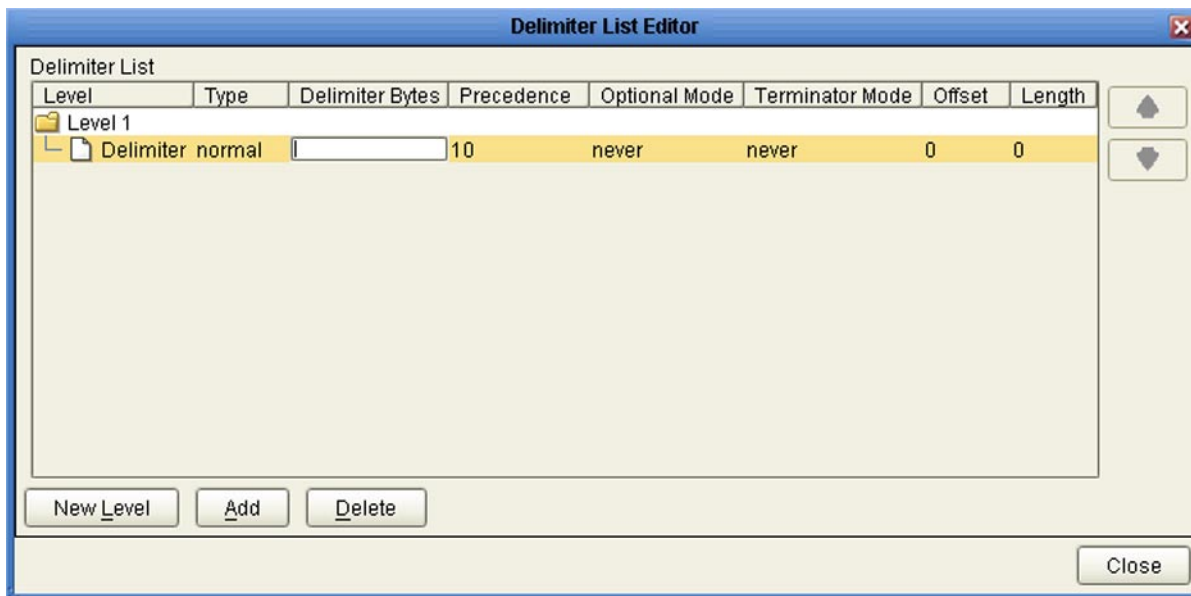 Delimiter List Editor
Delimiter List
Level Type Delimiter Bytes Precedence Optional Mode Terminator Mode Offset Length
Level 1
Delimiter normal 10 never never 0 0
New Level Add Delete
Close